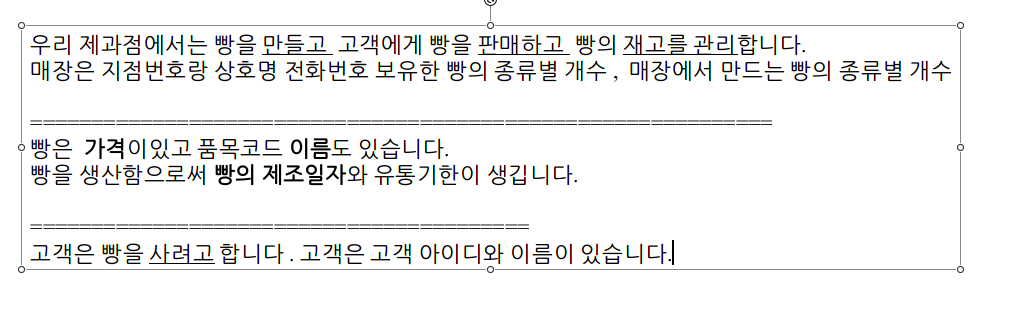 우리 제과점에서는 빵을 만들고 고객에게 빵을 판매하고 빵의 재고를 관리합니다.
매장은 지점번호랑 상호명 전화번호 보유한 빵의 종류별 개수 , 매장에서 만드는 빵의 종류별 개수
=============================================================
빵은 가격이있고 품목코드 이름도 있습니다.
빵을 생산함으로써 빵의 제조일자와 유통기한이 생깁니다.
=========================================
고객은 빵을 사려고 합니다 . 고객은 고객 아이디와 이름이 있습니다.